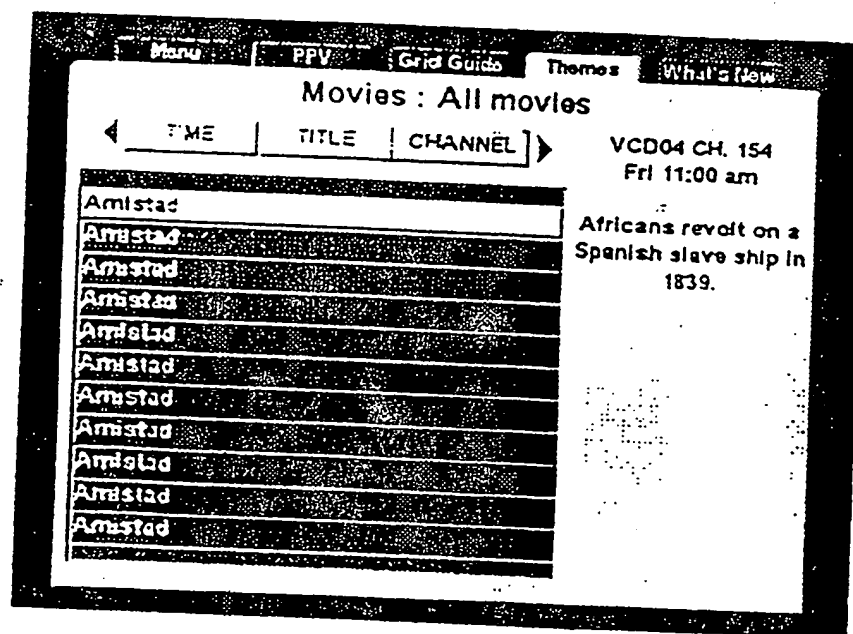 Menu PPV Grid Guide Themes What's New
Movies : All movies
TIME TITLE CHANNEL
VCD04 CH. 154
Fri 11:00 am
Africans revolt on a
Spanish slave ship in
1839.
Amistad
Amistad
Amistad
Amistad
Amistad
Amistad
Amistad
Amistad
Amistad
Amistad
Amistad